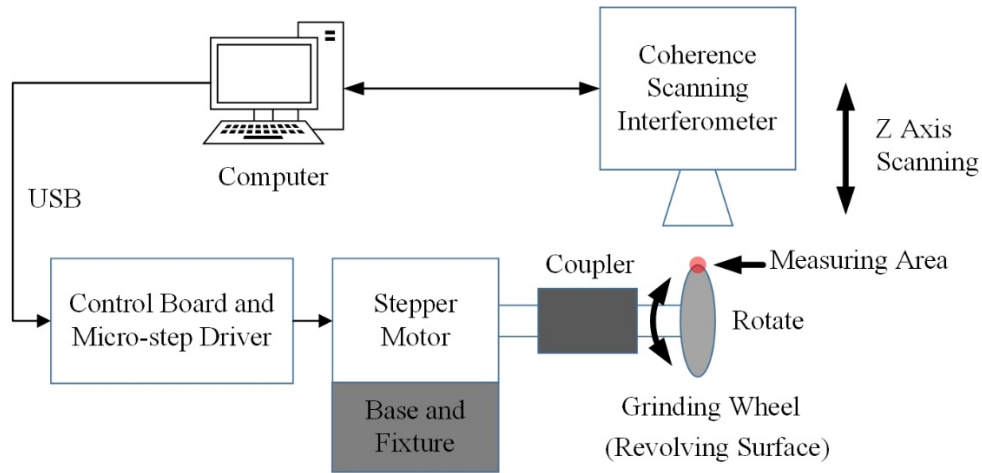 Coherence
Scanning
Interferometer
Z Axis
Scanning
Computer
USB
Control Board and
Micro-step Driver
Stepper
Motor
Base and
Fixture
Coupler
Measuring Area
Rotate
Grinding Wheel
(Revolving Surface)